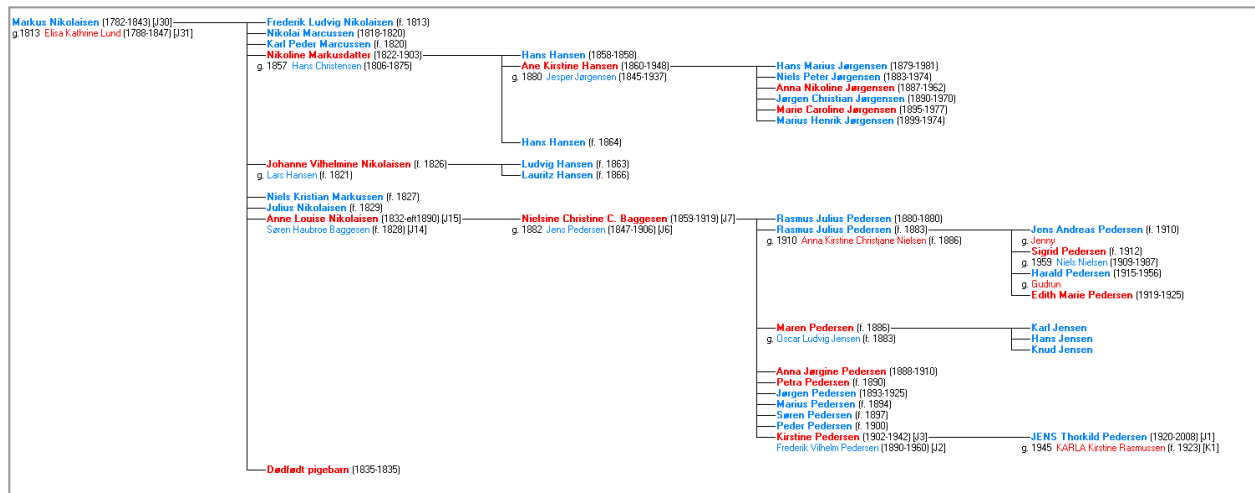 Markus Nikolaisen (1782-1843) [J30]
g.1813 Elisa Kathrine Lund (1788-1847) [J31]
Frederik Ludvig Nikolaisen (f. 1813)
Nikolai Marcussen (1818-1820)
Karl Peder Marcussen (f. 1820)
Nikoline Markusdatter (1822-1903)
g. 1857 Hans Christensen (1806-1875)
Hans Hansen (1858-1858)
Ane Kirstine Hansen (1860-1948)
g. 1880 Jesper Jørgensen (1845-1937)
Hans Marius Jørgensen (1879-1981)
Niels Peter Jørgensen (1883-1974)
Anna Nikoline Jørgensen (1887-1962)
Jørgen Christian Jørgensen (1890-1970)
Marie Caroline Jørgensen (1895-1977)
Marius Henrik Jørgensen (1899-1974)
Hans Hansen (f. 1864)
Johanne Vilhelmine Nikolaisen (f. 1826)
g. Lars Hansen (f. 1821)
Ludvig Hansen (f. 1863)
Lauritz Hansen (f. 1866)
Niels Kristian Markussen (f. 1827)
Julius Nikolaisen (f. 1829)
Anne Louise Nikolaisen (1832-eft1890) [J15]
Søren Haubroe Baggesen (f. 1828) [J14]
Nielsine Christine C. Baggesen (1859-1919) [J7]
g. 1882 Jens Pedersen (1847-1906) [J6]
Rasmus Julius Pedersen (1880-1880)
Rasmus Julius Pedersen (f. 1883)
g. 1910 Anna Kirstine Christjane Nielsen (f. 1886)
Jens Andreas Pedersen (f. 1910)
g. Jenny
Sigrid Pedersen (f. 1912)
g. 1959 Niels Nielsen (1909-1987)
Harald Pedersen (1915-1956)
g. Gudrun
Edith Marie Pedersen (1919-1925)
Maren Pedersen (f. 1886)
g. Oscar Ludvig Jensen (f. 1883)
Karl Jensen
Hans Jensen
Knud Jensen
Anna Jørgine Pedersen (1888-1910)
Petra Pedersen (f. 1890)
Jørgen Pedersen (1893-1925)
Marius Pedersen (f. 1894)
Søren Pedersen (f. 1897)
Peder Pedersen (f. 1900)
Kirstine Pedersen (1902-1942) [J3]
Frederik Vilhelm Pedersen (1890-1960) [J2]
JENS Thorkild Pedersen (1920-2008) [J1]
g. 1945 KARLA Kirstine Rasmussen (f. 1923) [K1]
Dødfødt pigebarn (1835-1835)